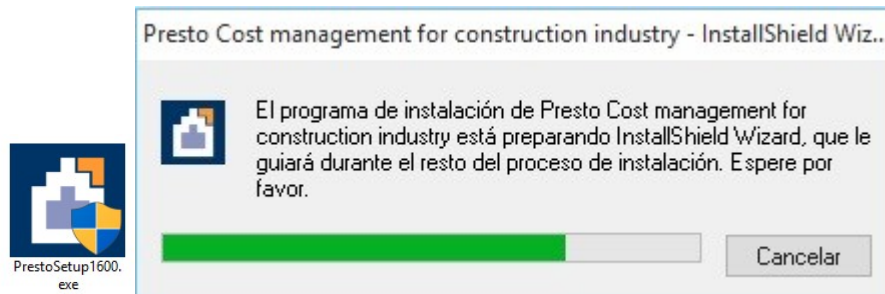 Presto Cost management for construction industry - InstallShield Wiz...
El programa de instalación de Presto Cost management for
construction industry está preparando InstallShield Wizard, que le
guiará durante el resto del proceso de instalación. Espere por
favor.
Cancelar
PrestoSetup1600.
exe